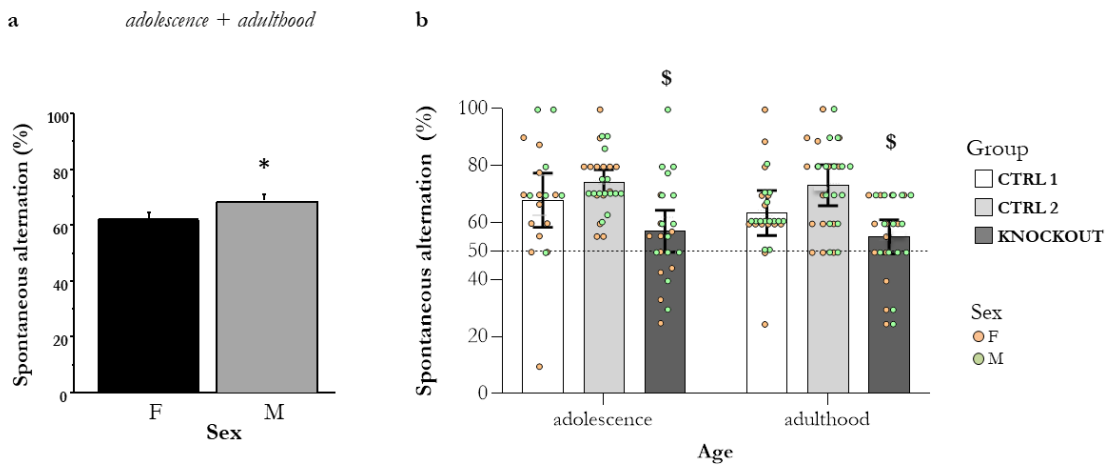 a
adolescence + adulthood
Spontaneous alternation (%)
100
80
60
40
20
0
*
F
M
Sex
b
Spontaneous alternation (%)
100
80
60
50
40
20
0
$
$
adolescence
adulthood
Age
Group
CTRL 1
CTRL 2
KNOCKOUT
Sex
F
M